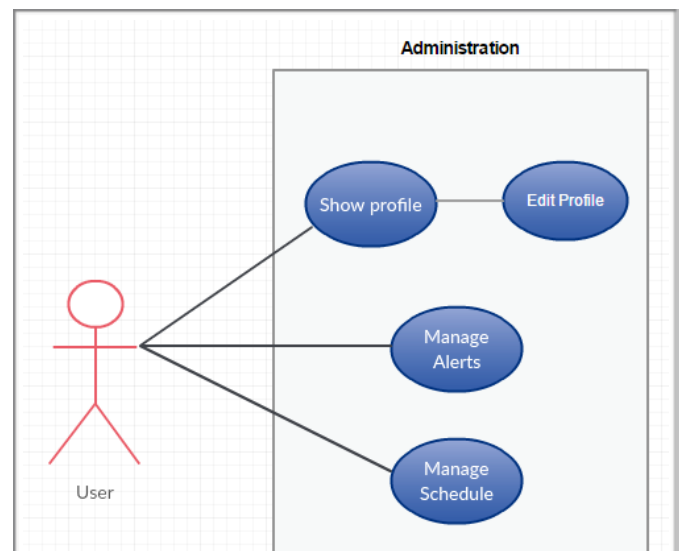 Administration
Show profile
Edit Profile
Manage
Alerts
Manage
Schedule
User